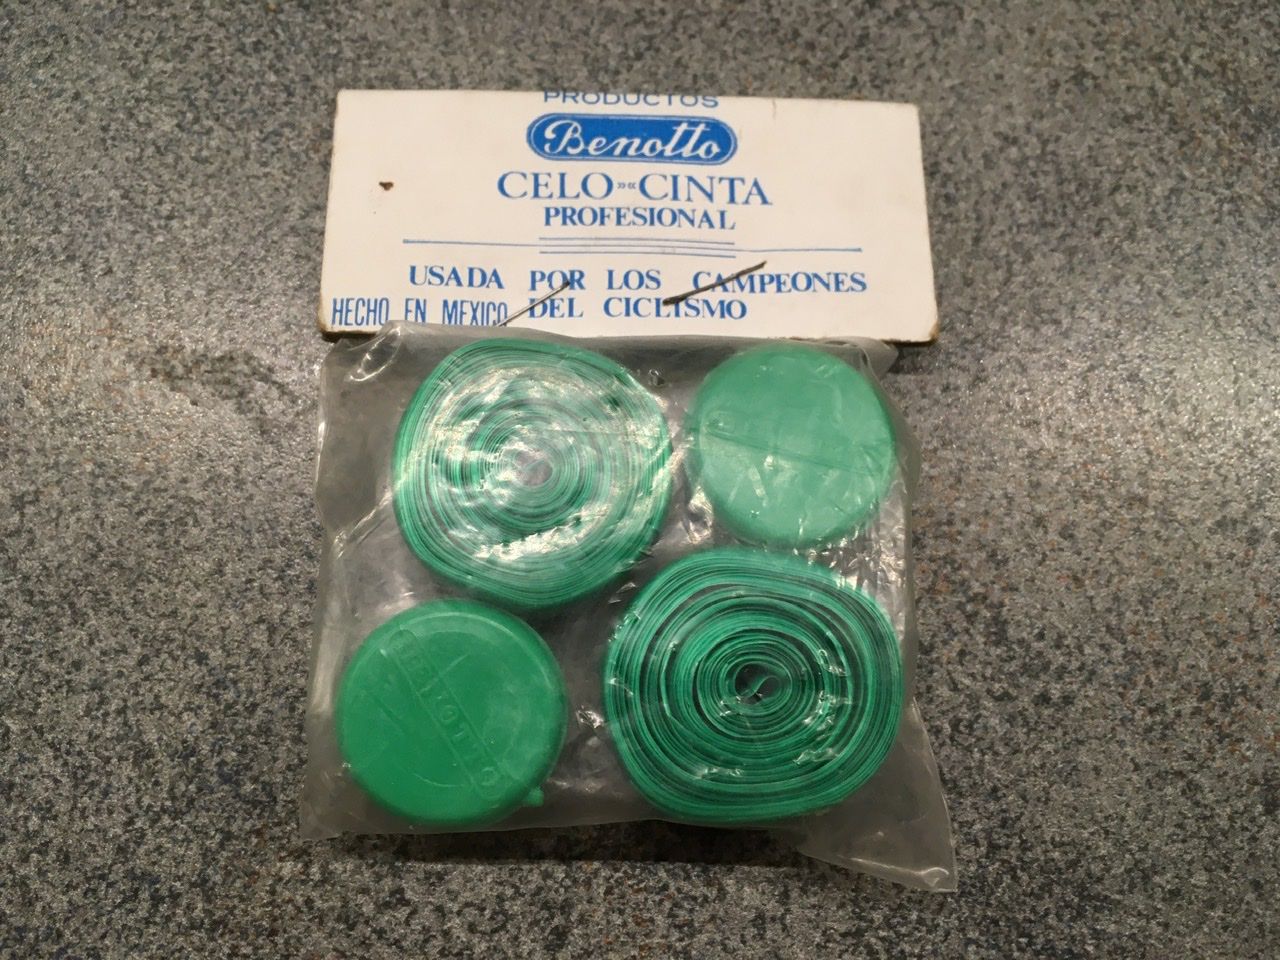 PRODUCTOS
Benotto
CELO»«CINTA
PROFESIONAL
USADA POR LOS CAMPEONES
DEL CICLISMO
HECHO EN MEXICO
BENOTTO